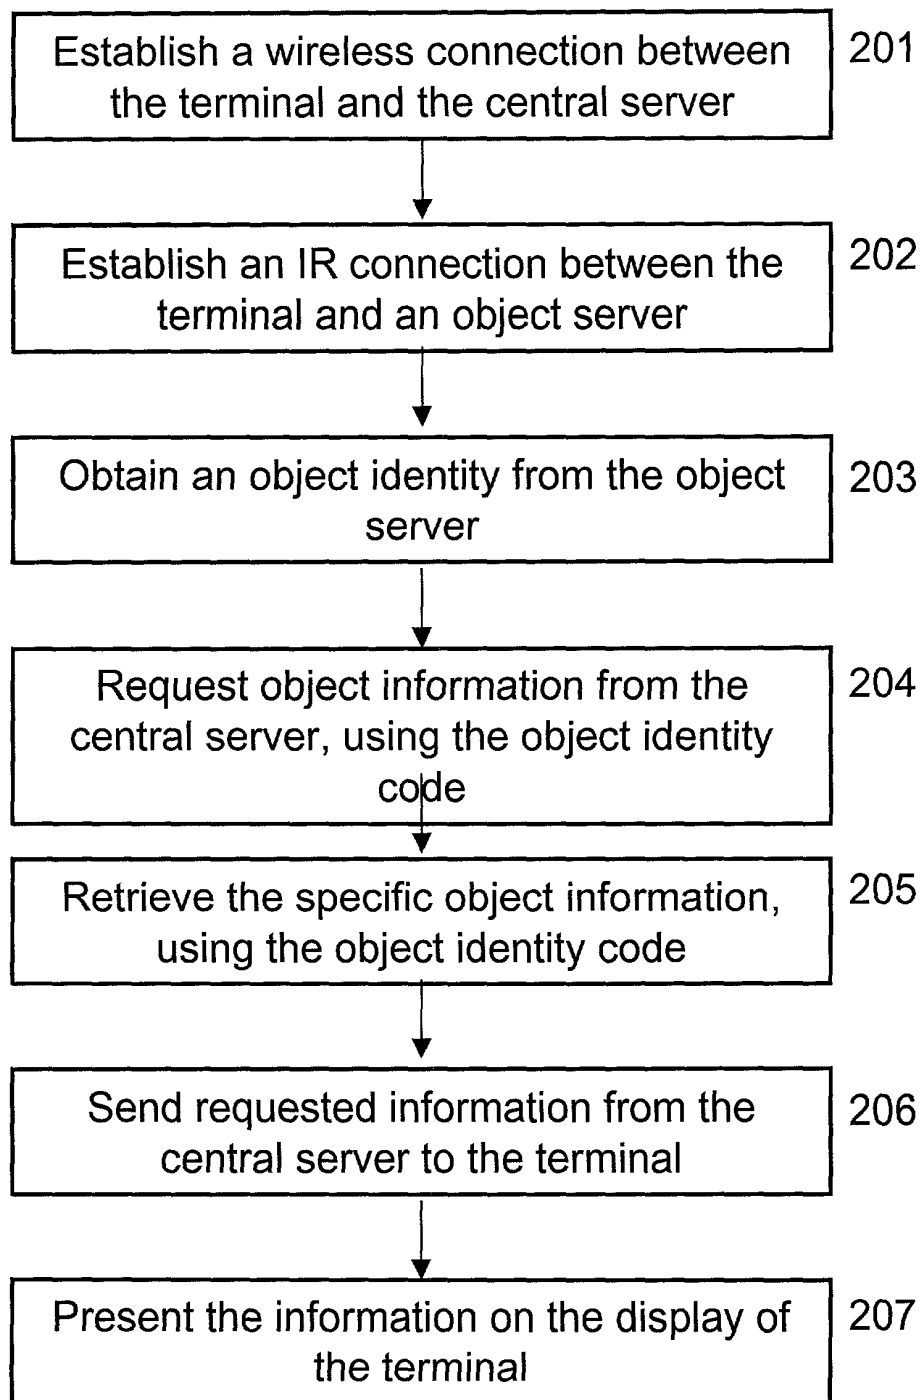 Establish a wireless connection between
the terminal and the central server
201
Establish an IR connection between the
terminal and an object server
202
Obtain an object identity from the object
server
203
Request object information from the
central server, using the object identity
code
204
Retrieve the specific object information,
using the object identity code
205
Send requested information from the
central server to the terminal
206
Present the information on the display of
the terminal
207